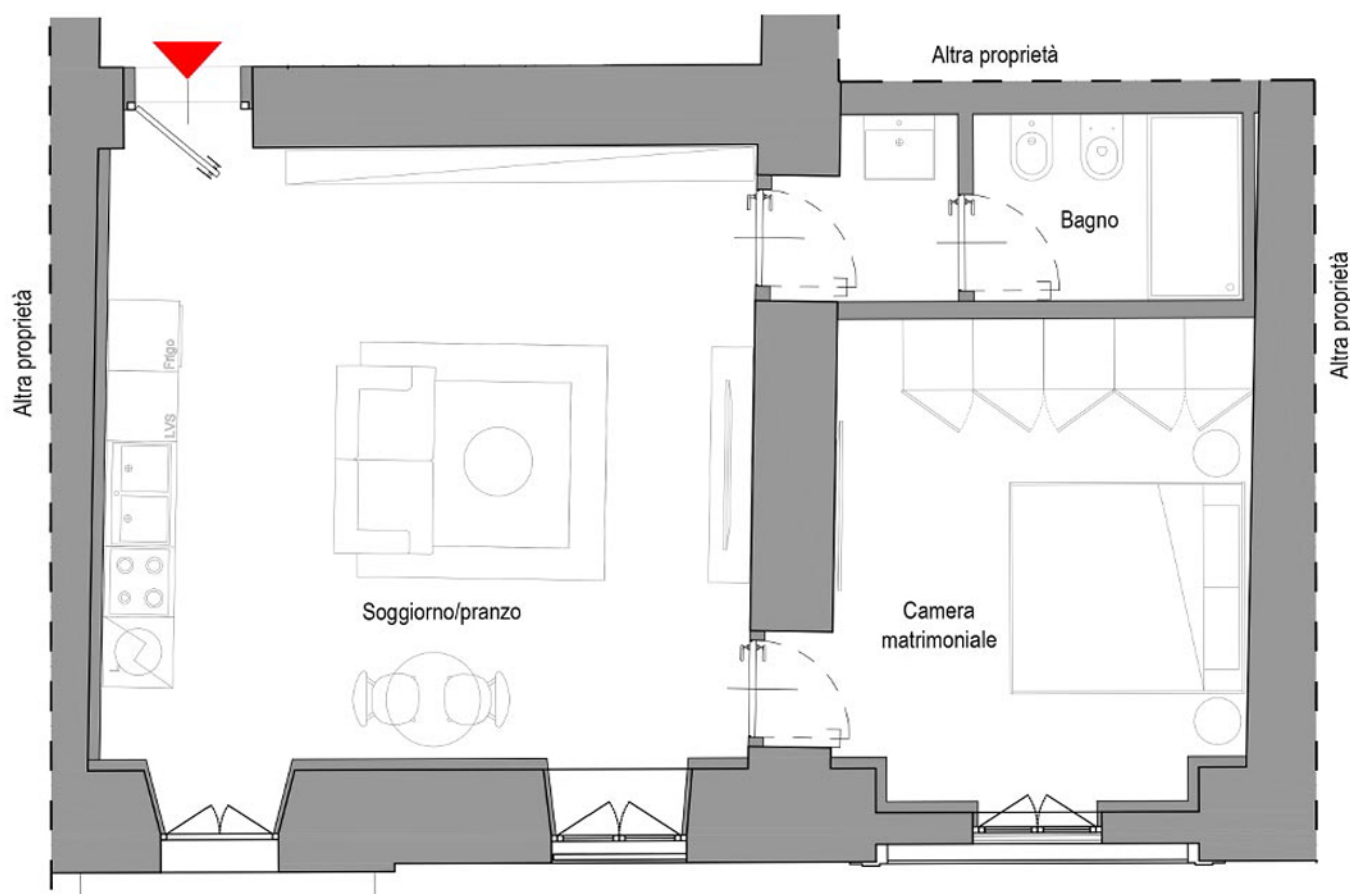 Altra proprietà
Bagno
Altra proprietà
Altra proprietà
Frigo
LVS
Soggiorno/pranzo
Camera
matrimoniale
L